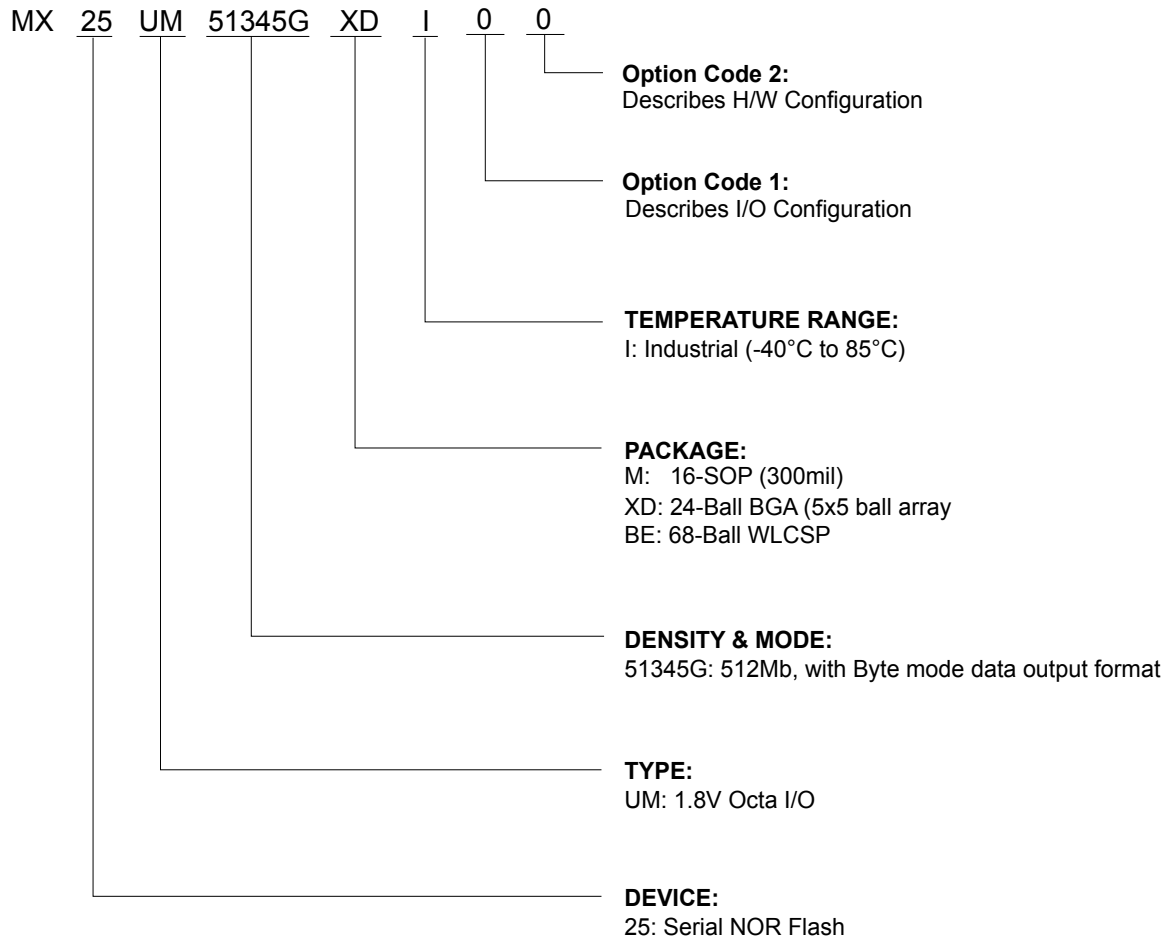 MX 25 UM 51345G XD I 0 0
Option Code 2:
Describes H/W Configuration
Option Code 1:
Describes I/O Configuration
TEMPERATURE RANGE:
I: Industrial (-40°C to 85°C)
PACKAGE:
M: 16-SOP (300mil)
XD: 24-Ball BGA (5x5 ball array
BE: 68-Ball WLCSP
DENSITY & MODE:
51345G: 512Mb, with Byte mode data output format
TYPE:
UM: 1.8V Octa I/O
DEVICE:
25: Serial NOR Flash